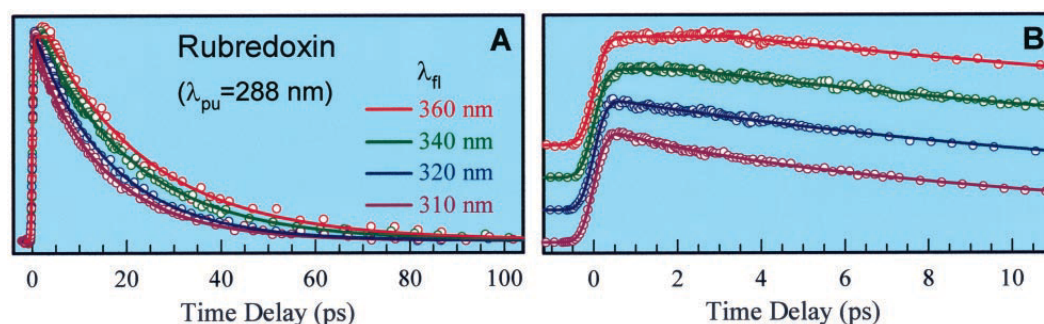 A
Rubredoxin
(λpu=288 nm)
λfl
360 nm
340 nm
320 nm
310 nm
0 20 40 60 80 100
Time Delay (ps)
B
0 2 4 6 8 10
Time Delay (ps)